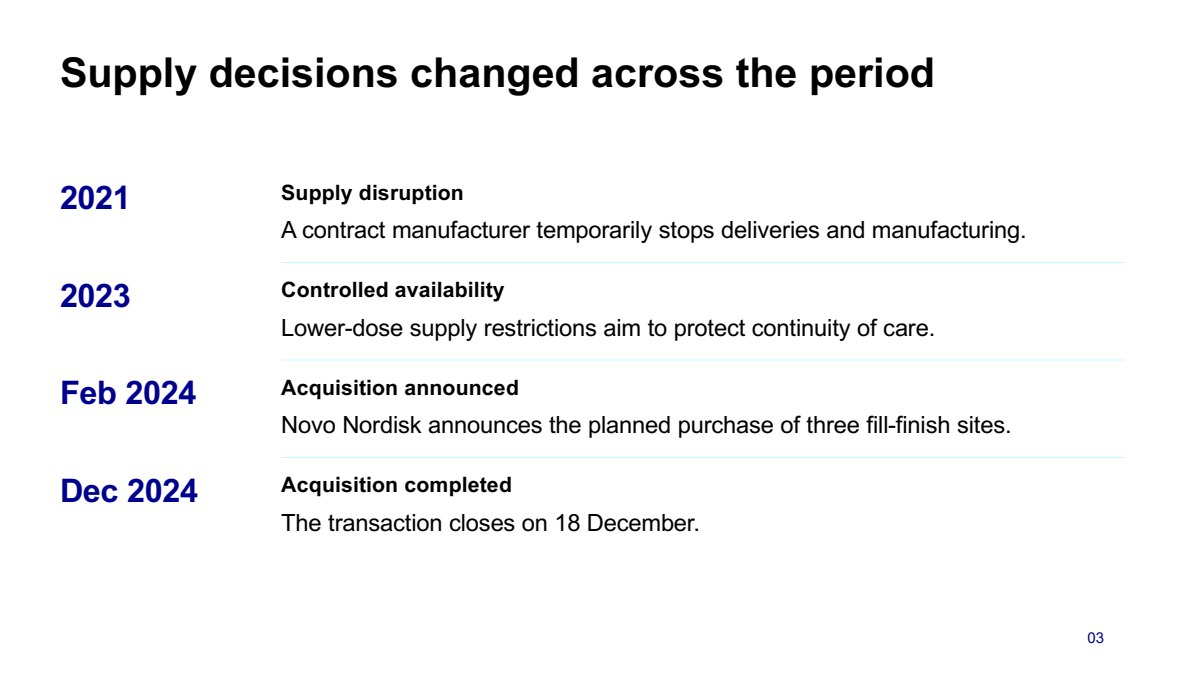 Supply decisions changed across the period
2021
Supply disruption
A contract manufacturer temporarily stops deliveries and manufacturing.
2023
Controlled availability
Lower-dose supply restrictions aim to protect continuity of care.
Feb 2024
Acquisition announced
Novo Nordisk announces the planned purchase of three fill-finish sites.
Dec 2024
Acquisition completed
The transaction closes on 18 December.
03